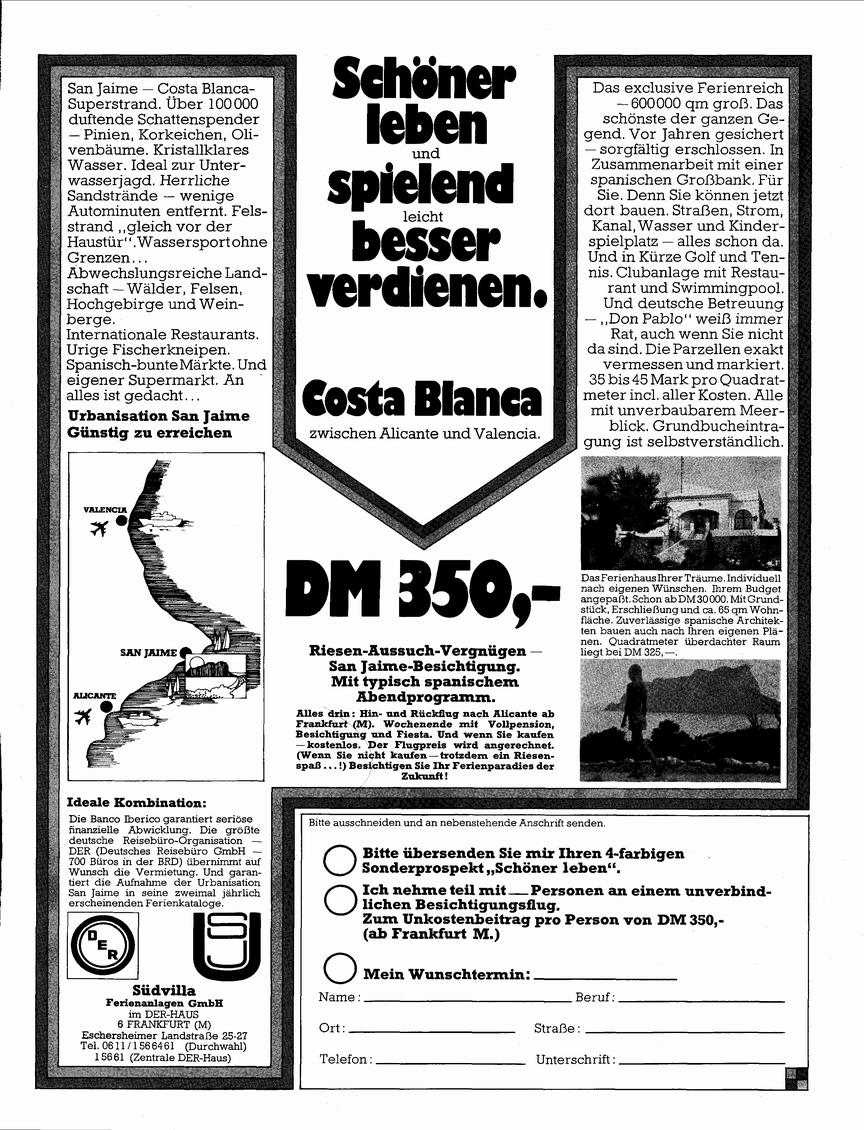 San Jaime — Costa Blanca-
Superstrand. Über 100000
duftende Schattenspender
— Pinien, Korkeichen, Oli-
venbäume. Kristallklares
Wasser. Ideal zur Unter-
wasserjagd. Herrliche
Sandstrände — wenige
Autominuten entfernt. Fels-
strand „gleich vor der
Haustür". Wassersport ohne
Grenzen...
Abwechslungsreiche Land-
schaft — Wälder, Felsen,
Hochgebirge und Wein-
berge.
Internationale Restaurants.
Urige Fischerkneipen.
Spanisch-bunte Märkte. Und
eigener Supermarkt. An
alles ist gedacht...
Urbanisation San Jaime
Günstig zu erreichen
VALENCIA
SAN JAIME
ALICANTE
Ideale Kombination:
Die Banco Iberico garantiert seriöse
finanzielle Abwicklung. Die größte
deutsche Reisebüro-Organisation —
DER (Deutsches Reisebüro GmbH —
700 Büros in der BRD) übernimmt auf
Wunsch die Vermietung. Und garan-
tiert die Aufnahme der Urbanisation
San Jaime in seine zweimal jährlich
erscheinenden Ferienkataloge.
DER
SJ
Südvilla
Ferienanlagen GmbH
im DER-HAUS
6 FRANKFURT (M)
Eschersheimer Landstraße 25-27
Tel. 0611/1566461 (Durchwahl)
15661 (Zentrale DER-Haus)
Schöner
leben
und
spielend
leicht
besser
verdienen.
Costa Blanca
zwischen Alicante und Valencia.
DM 350,-
Riesen-Aussuch-Vergnügen —
San Jaime-Besichtigung.
Mit typisch spanischem
Abendprogramm.
Alles drin: Hin- und Rückflug nach Alicante ab
Frankfurt (M). Wochenende mit Vollpension,
Besichtigung und Fiesta. Und wenn Sie kaufen
— kostenlos. Der Flugpreis wird angerechnet.
(Wenn Sie nicht kaufen — trotzdem ein Riesen-
spaß...!) Besichtigen Sie Ihr Ferienparadies der
Zukunft!
Das exclusive Ferienreich
— 600000 qm groß. Das
schönste der ganzen Ge-
gend. Vor Jahren gesichert
— sorgfältig erschlossen. In
Zusammenarbeit mit einer
spanischen Großbank. Für
Sie. Denn Sie können jetzt
dort bauen. Straßen, Strom,
Kanal, Wasser und Kinder-
spielplatz — alles schon da.
Und in Kürze Golf und Ten-
nis. Clubanlage mit Restau-
rant und Swimmingpool.
Und deutsche Betreuung
— „Don Pablo" weiß immer
Rat, auch wenn Sie nicht
da sind. Die Parzellen exakt
vermessen und markiert.
35 bis 45 Mark pro Quadrat-
meter incl. aller Kosten. Alle
mit unverbaubarem Meer-
blick. Grundbucheintra-
gung ist selbstverständlich.
Das Ferienhaus Ihrer Träume. Individuell
nach eigenen Wünschen. Ihrem Budget
angepaßt. Schon ab DM 30000. Mit Grund-
stück, Erschließung und ca. 65 qm Wohn-
fläche. Zuverlässige spanische Architek-
ten bauen auch nach Ihren eigenen Plä-
nen. Quadratmeter überdachter Raum
liegt bei DM 325,—.
Bitte ausschneiden und an nebenstehende Anschrift senden.
Bitte übersenden Sie mir Ihren 4-farbigen
Sonderprospekt „Schöner leben".
Ich nehme teil mit ___ Personen an einem unverbind-
lichen Besichtigungsflug.
Zum Unkostenbeitrag pro Person von DM 350,-
(ab Frankfurt M.)
Mein Wunschtermin:
Name: Beruf:
Ort: Straße:
Telefon: Unterschrift: